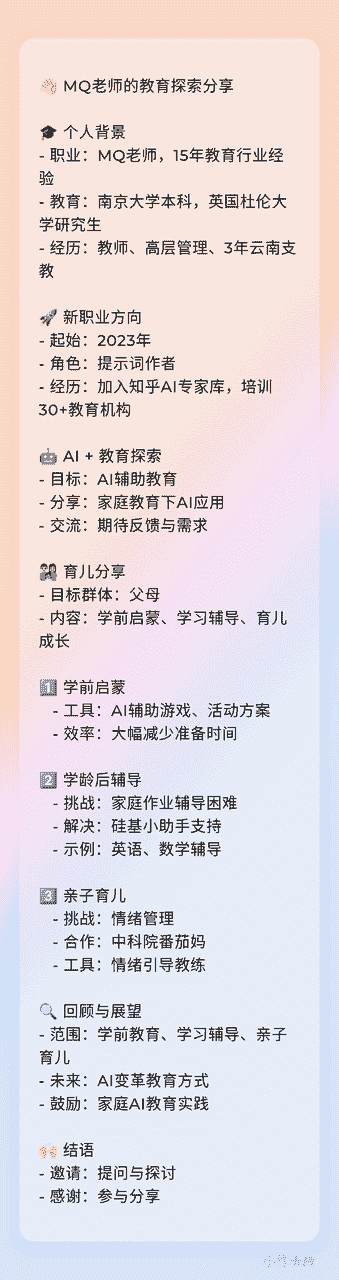 👋🏻 MQ老师的教育探索分享
🎓 个人背景
- 职业：MQ老师，15年教育行业经
验
- 教育：南京大学本科，英国杜伦大
学研究生
- 经历：教师、高层管理、3年云南支
教
🚀 新职业方向
- 起始：2023年
- 角色：提示词作者
- 经历：加入知乎AI专家库，培训
30+教育机构
🤖 AI + 教育探索
- 目标：AI辅助教育
- 分享：家庭教育下AI应用
- 交流：期待反馈与需求
👩‍👧 育儿分享
- 目标群体：父母
- 内容：学前启蒙、学习辅导、育儿
成长
1️⃣ 学前启蒙
- 工具：AI辅助游戏、活动方案
- 效率：大幅减少准备时间
2️⃣ 学龄后辅导
- 挑战：家庭作业辅导困难
- 解决：硅基小助手支持
- 示例：英语、数学辅导
3️⃣ 亲子育儿
- 挑战：情绪管理
- 合作：中科院番茄妈
- 工具：情绪引导教练
🔍 回顾与展望
- 范围：学前教育、学习辅导、亲子
育儿
- 未来：AI变革教育方式
- 鼓励：家庭AI教育实践
🙌🏻 结语
- 邀请：提问与探讨
- 感谢：参与分享